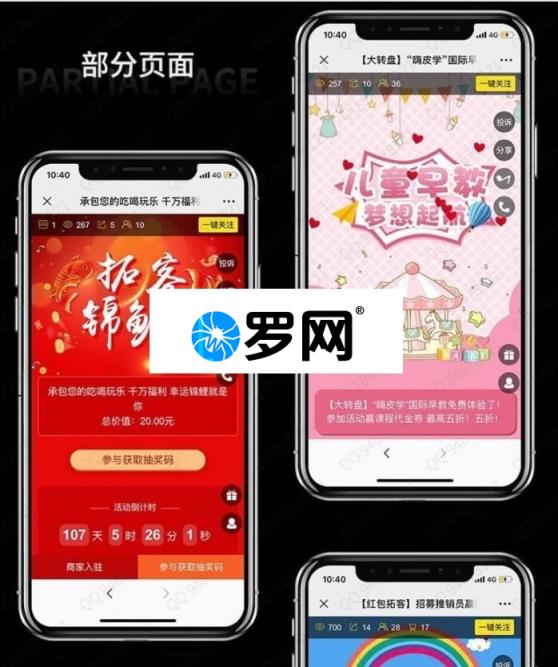 部分页面
PARTIAL PAGE
10:40
4G
承包您的吃喝玩乐 千万福利
1 267 5 10
一键关注
投诉
拓客
锦鲤
承包您的吃喝玩乐 千万福利 幸运锦鲤就是
你
总价值：20.00元
参与获取抽奖码
活动倒计时
107 天 5 时 26 分 1 秒
商家入驻
参与获取抽奖码
罗网®
10:40
4G
【大转盘】“嗨皮学”国际早
257 10 36
一键关注
投诉
分享
儿童早教
梦想起航
BABY
【大转盘】“嗨皮学”国际早教免费体验了！
参加活动赢课程代金券 最高五折！五折！
10:40
4G
【红包拓客】招募推销员赢
700 14 28 17
一键关注
投诉